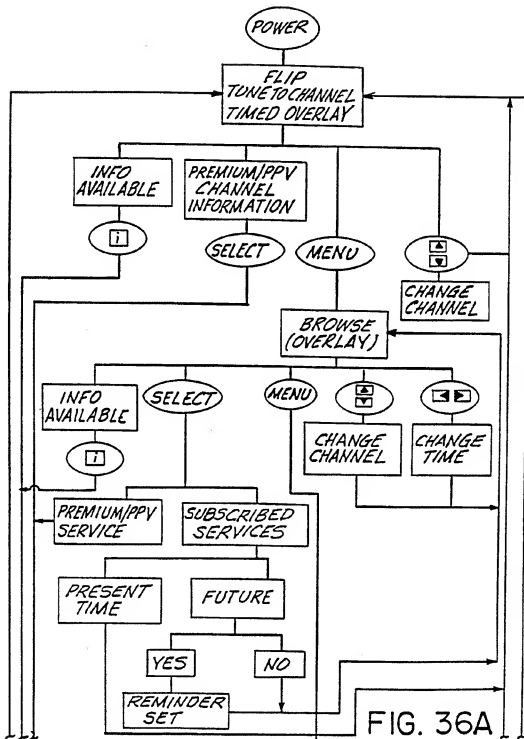 POWER
FLIP
TUNE TO CHANNEL
TIMED OVERLAY
INFO
AVAILABLE
i
PREMIUM/PPV
CHANNEL
INFORMATION
SELECT
MENU
CHANGE
CHANNEL
BROWSE
(OVERLAY)
INFO
AVAILABLE
i
SELECT
MENU
CHANGE
CHANNEL
CHANGE
TIME
PREMIUM/PPV
SERVICE
SUBSCRIBED
SERVICES
PRESENT
TIME
FUTURE
YES
NO
REMINDER
SET
FIG. 36A